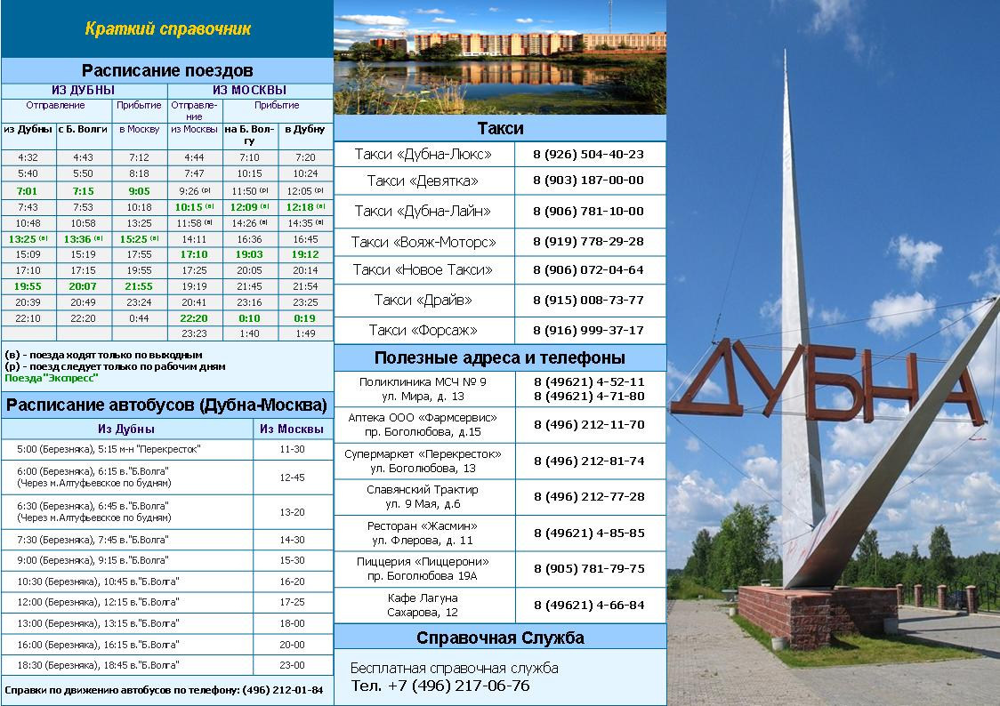 Краткий справочник
Расписание поездов
ИЗ ДУБНЫ ИЗ МОСКВЫ
Отправление Прибытие Отправле-
ние Прибытие
из Дубны с Б. Волги в Москву из Москвы на Б. Вол-
гу в Дубну
4:32 4:43 7:12 4:44 7:10 7:20
5:40 5:50 8:18 7:47 10:15 10:24
7:01 7:15 9:05 9:26 (р) 11:50 (р) 12:05 (р)
7:43 7:53 10:18 10:15 (в) 12:09 (в) 12:18 (в)
10:48 10:58 13:25 11:58 (в) 14:26 (в) 14:35 (в)
13:25 (в) 13:36 (в) 15:25 (в) 14:11 16:36 16:45
15:09 15:19 17:55 17:10 19:03 19:12
17:10 17:15 19:55 17:25 20:05 20:14
19:55 20:07 21:55 19:19 21:45 21:54
20:39 20:49 23:24 20:41 23:16 23:25
22:10 22:20 0:44 22:20 0:10 0:19
23:23 1:40 1:49
(в) - поезда ходят только по выходным
(р) - поезд следует только по рабочим дням
Поезда "Экспресс"
Расписание автобусов (Дубна-Москва)
Из Дубны Из Москвы
5:00 (Березняка), 5:15 м-н "Перекресток" 11-30
6:00 (Березняка), 6:15 в."Б.Волга"
(Через м.Алтуфьевское по будням) 12-45
6:30 (Березняка), 6:45 в."Б.Волга"
(Через м.Алтуфьевское по будням) 13-20
7:30 (Березняка), 7:45 в."Б.Волга" 14-30
9:00 (Березняка), 9:15 в."Б.Волга" 15-30
10:30 (Березняка), 10:45 в."Б.Волга" 16-20
12:00 (Березняка), 12:15 в."Б.Волга" 17-25
13:00 (Березняка), 13:15 в."Б.Волга" 18-00
16:00 (Березняка), 16:15 в."Б.Волга" 20-00
18:30 (Березняка), 18:45 в."Б.Волга" 23-00
Справки по движению автобусов по телефону: (496) 212-01-84
Такси
Такси «Дубна-Люкс» 8 (926) 504-40-23
Такси «Девятка» 8 (903) 187-00-00
Такси «Дубна-Лайн» 8 (906) 781-10-00
Такси «Вояж-Моторс» 8 (919) 778-29-28
Такси «Новое Такси» 8 (906) 072-04-64
Такси «Драйв» 8 (915) 008-73-77
Такси «Форсаж» 8 (916) 999-37-17
Полезные адреса и телефоны
Поликлиника МСЧ № 9 8 (49621) 4-52-11
ул. Мира, д. 13 8 (49621) 4-71-80
Аптека ООО «Фармсервис»
пр. Боголюбова, д.15 8 (496) 212-11-70
Супермаркет «Перекресток»
ул. Боголюбова, 13 8 (496) 212-81-74
Славянский Трактир
ул. 9 Мая, д.6 8 (496) 212-77-28
Ресторан «Жасмин»
ул. Флерова, д. 11 8 (49621) 4-85-85
Пиццерия «Пиццерони»
пр. Боголюбова 19А 8 (905) 781-79-75
Кафе Лагуна
Сахарова, 12 8 (49621) 4-66-84
Справочная Служба
Бесплатная справочная служба
Тел. +7 (496) 217-06-76
ДУБНА